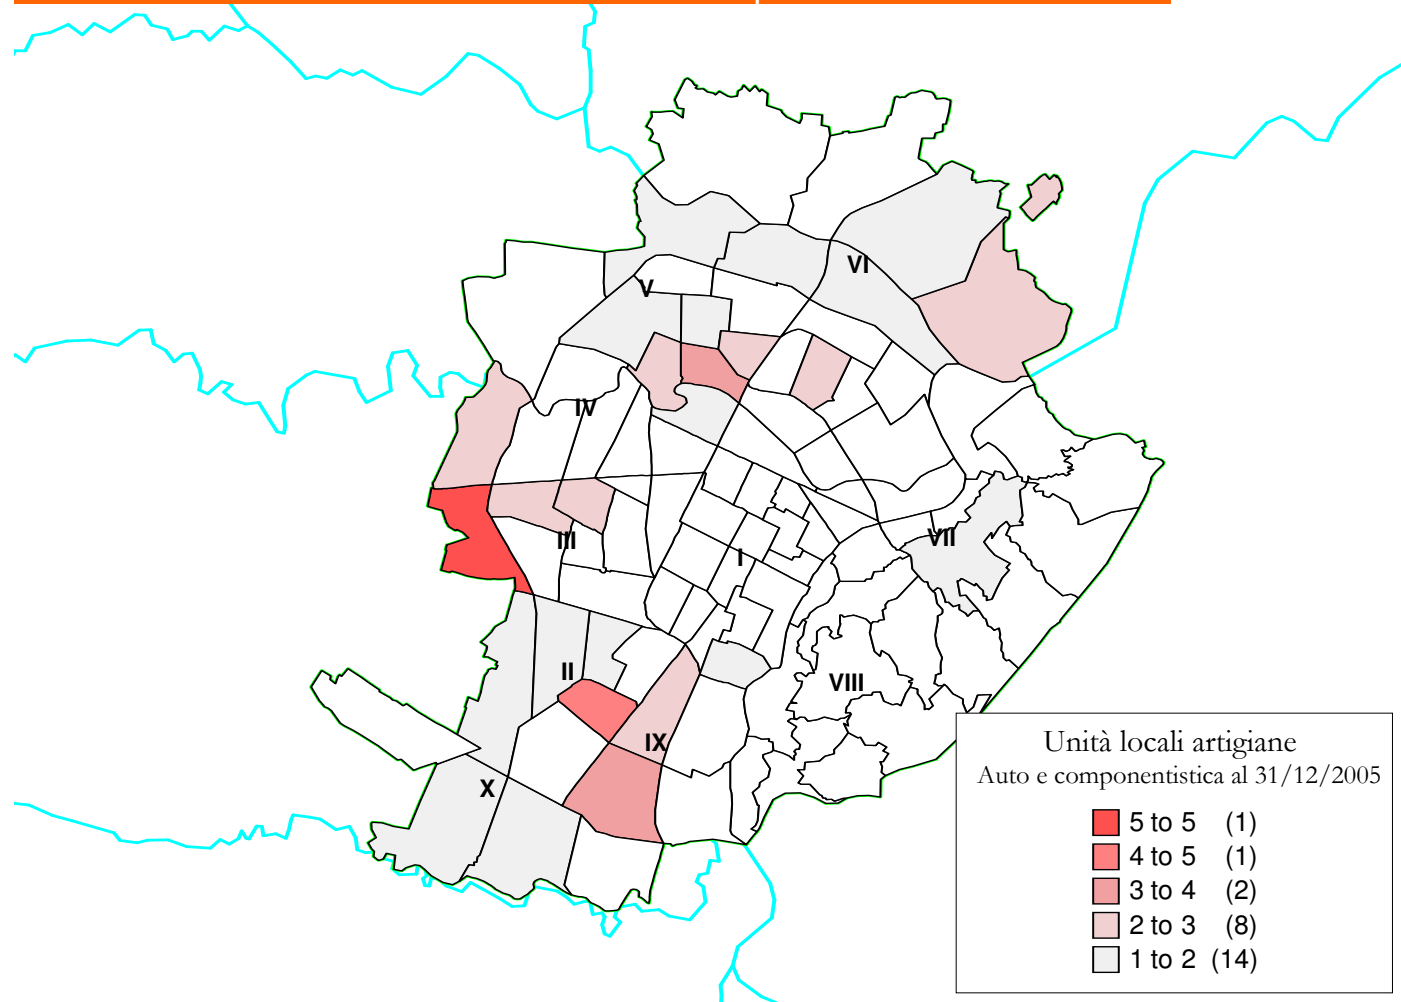 VI
V
IV
III
VII
I
II
VIII
IX
X
Unità locali artigiane
Auto e componentistica al 31/12/2005
5 to 5 (1)
4 to 5 (1)
3 to 4 (2)
2 to 3 (8)
1 to 2 (14)